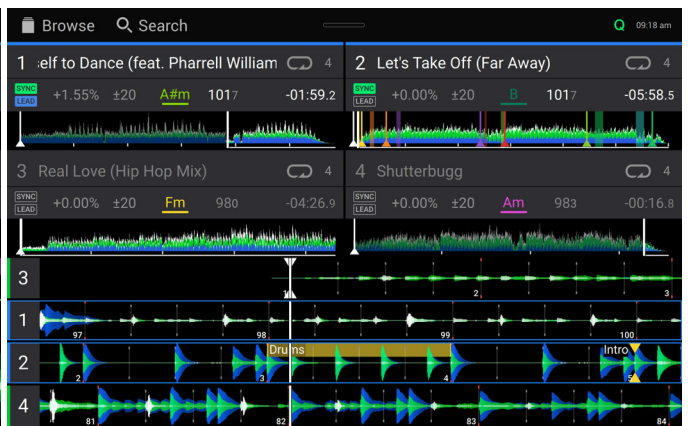 Browse Search Q 09:18 am
1 :elf to Dance (feat. Pharrell William 4
2 Let's Take Off (Far Away) 4
SYNC LEAD +1.55% ±20 A#m 1017 -01:59.2
SYNC LEAD +0.00% ±20 B 1017 -05:58.5
3 Real Love (Hip Hop Mix) 4
4 Shutterbugg 4
SYNC LEAD +0.00% ±20 Fm 980 -04:26.9
SYNC LEAD +0.00% ±20 Am 983 -00:16.8
3 1 2 3
1 97 98 99 100
2 Drums Intro
2 3 4 5
4 81 82 83 84